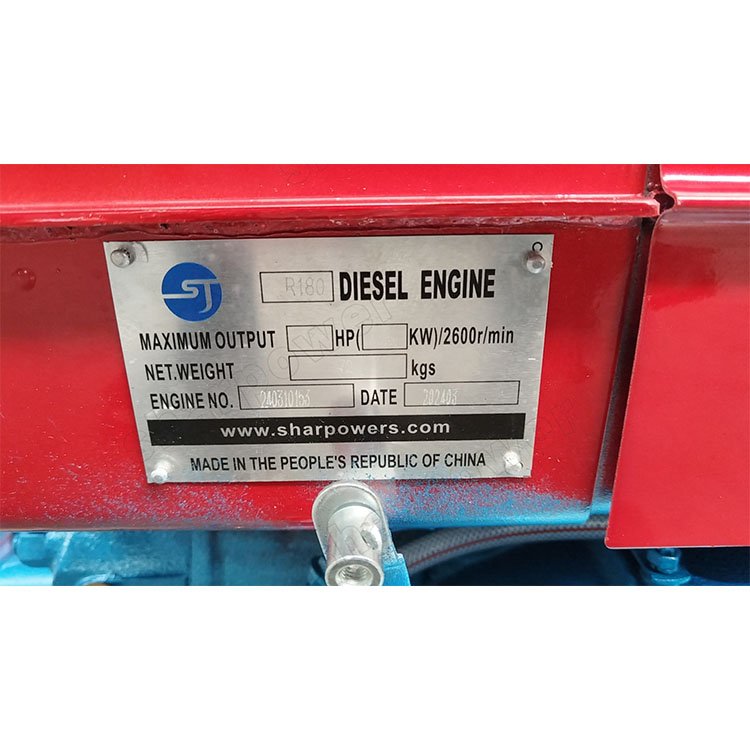 SJ
R180 DIESEL ENGINE
MAXIMUM OUTPUT HP( KW)/2600r/min
NET.WEIGHT kgs
ENGINE NO. 240310153 DATE 202403
www.sharpowers.com
MADE IN THE PEOPLE'S REPUBLIC OF CHINA